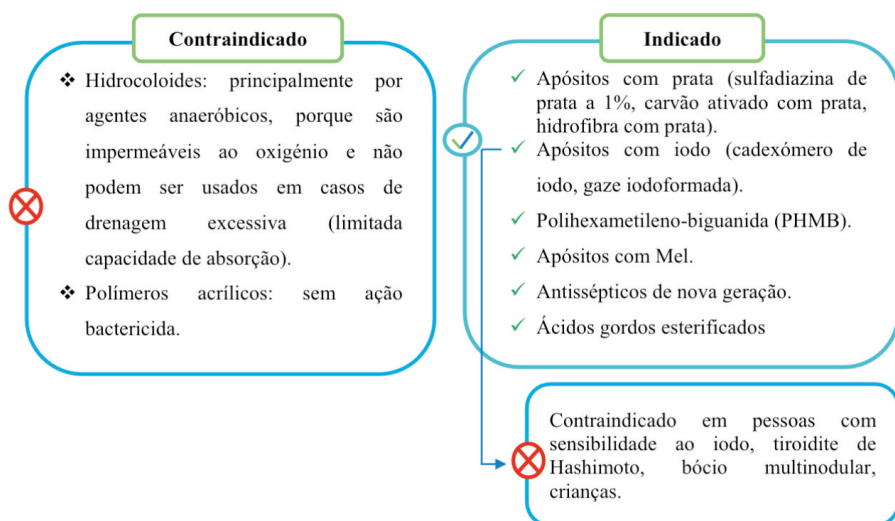 Contraindicado
❖ Hidrocoloides: principalmente por
agentes anaeróbicos, porque são
impermeáveis ao oxigénio e não
podem ser usados em casos de
drenagem excessiva (limitada
capacidade de absorção).
❖ Polímeros acrílicos: sem ação
bactericida.
Indicado
✓ Apósitos com prata (sulfadiazina de
prata a 1%, carvão ativado com prata,
hidrofibra com prata).
✓ Apósitos com iodo (cadexómero de
iodo, gaze iodoformada).
✓ Polihexametileno-biguanida (PHMB).
✓ Apósitos com Mel.
✓ Antissépticos de nova geração.
✓ Ácidos gordos esterificados
Contraindicado em pessoas com
sensibilidade ao iodo, tiroidite de
Hashimoto, bócio multinodular,
crianças.